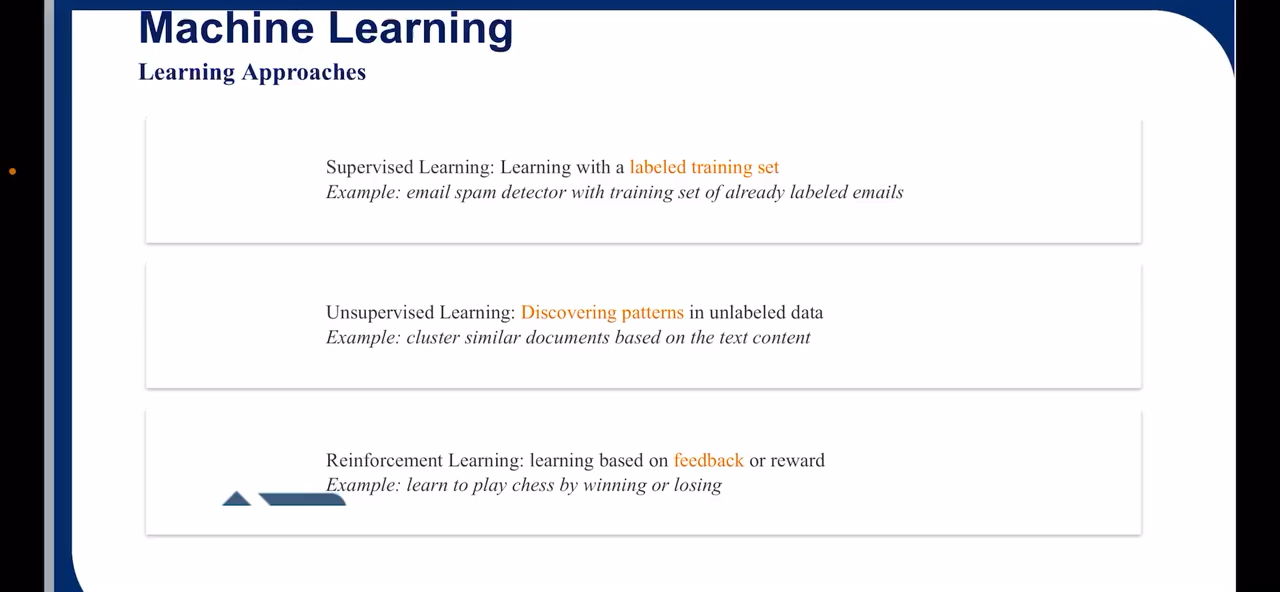 Machine Learning
Learning Approaches
Supervised Learning: Learning with a labeled training set
Example: email spam detector with training set of already labeled emails
Unsupervised Learning: Discovering patterns in unlabeled data
Example: cluster similar documents based on the text content
Reinforcement Learning: learning based on feedback or reward
Example: learn to play chess by winning or losing